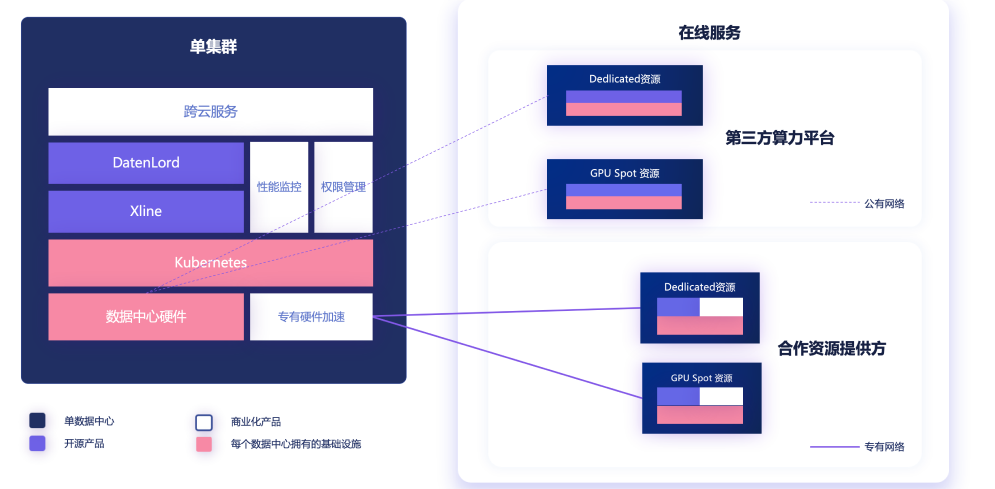 单集群
跨云服务
DatenLord
Xline
性能监控
权限管理
Kubernetes
数据中心硬件
专有硬件加速
单数据中心
商业化产品
开源产品
每个数据中心拥有的基础设施
在线服务
Dedlicated资源
GPU Spot 资源
第三方算力平台
公有网络
Dedlicated资源
GPU Spot 资源
合作资源提供方
专有网络